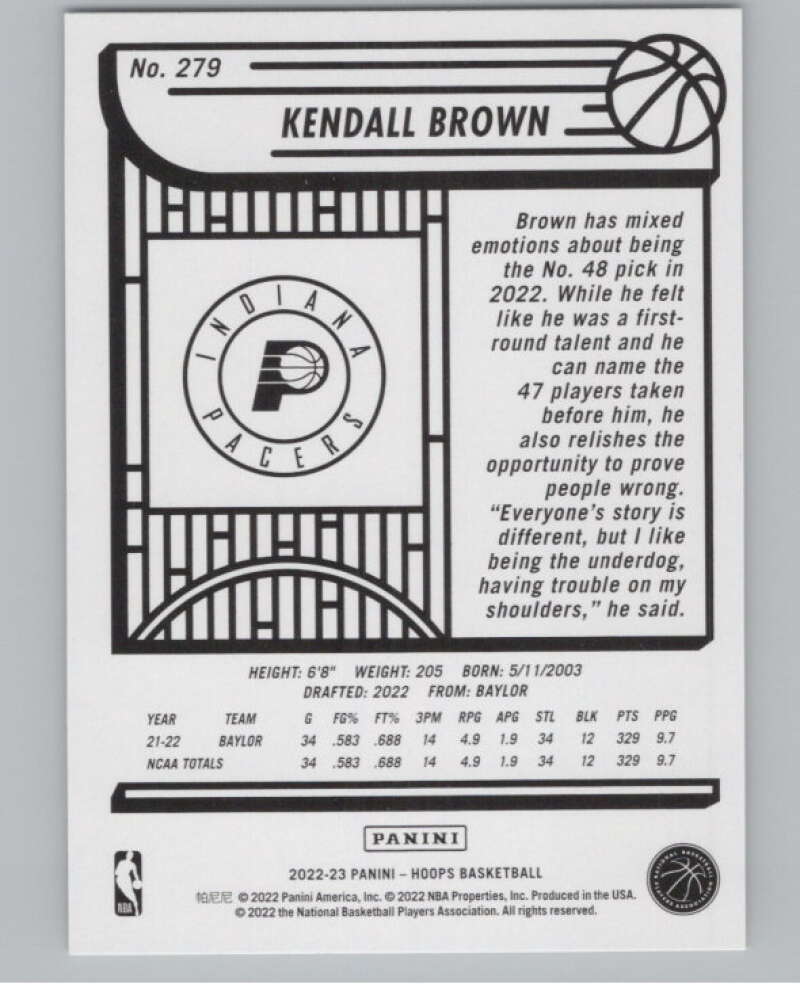 No. 279
KENDALL BROWN
INDIANA
PACERS
Brown has mixed
emotions about being
the No. 48 pick in
2022. While he felt
like he was a first-
round talent and he
can name the
47 players taken
before him, he
also relishes the
opportunity to prove
people wrong.
“Everyone’s story is
different, but I like
being the underdog,
having trouble on my
shoulders,” he said.
HEIGHT: 6'8" WEIGHT: 205 BORN: 5/11/2003
DRAFTED: 2022 FROM: BAYLOR
YEAR TEAM G FG% FT% 3PM RPG APG STL BLK PTS PPG
21-22 BAYLOR 34 .583 .688 14 4.9 1.9 34 12 329 9.7
NCAA TOTALS 34 .583 .688 14 4.9 1.9 34 12 329 9.7
PANINI
2022-23 PANINI – HOOPS BASKETBALL
帕尼尼 © 2022 Panini America, Inc. © 2022 NBA Properties, Inc. Produced in the USA.
© 2022 the National Basketball Players Association. All rights reserved.
NBA
NATIONAL BASKETBALL
PLAYERS ASSOCIATION